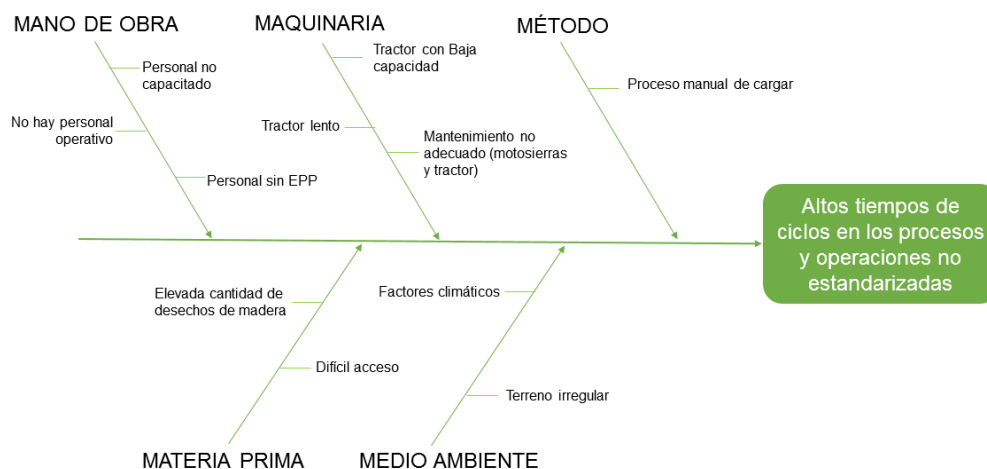 MANO DE OBRA
MAQUINARIA
MÉTODO
Personal no
capacitado
No hay personal
operativo
Personal sin EPP
Tractor con Baja
capacidad
Tractor lento
Mantenimiento no
adecuado (motosierras
y tractor)
Proceso manual de cargar
Altos tiempos de
ciclos en los procesos
y operaciones no
estandarizadas
Elevada cantidad de
desechos de madera
Difícil acceso
Factores climáticos
Terreno irregular
MATERIA PRIMA
MEDIO AMBIENTE